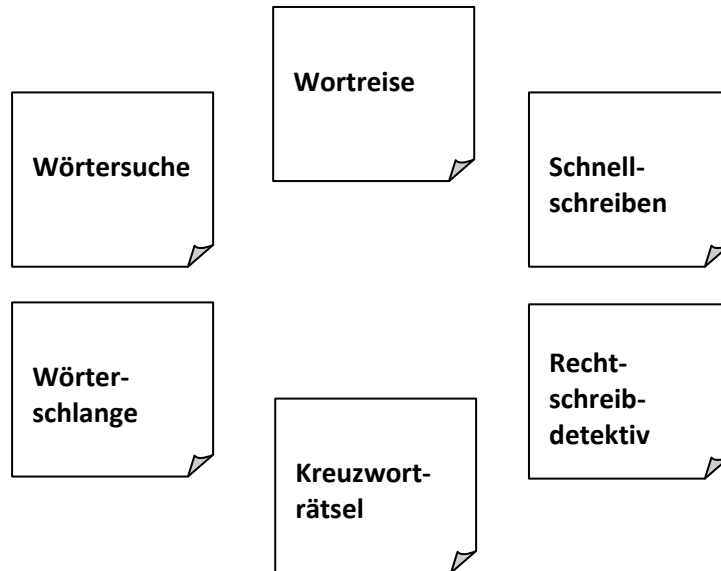 Wortreise
Wörtersuche
Schnell-
schreiben
Wörter-
schlange
Recht-
schreib-
detektiv
Kreuzwort-
rätsel